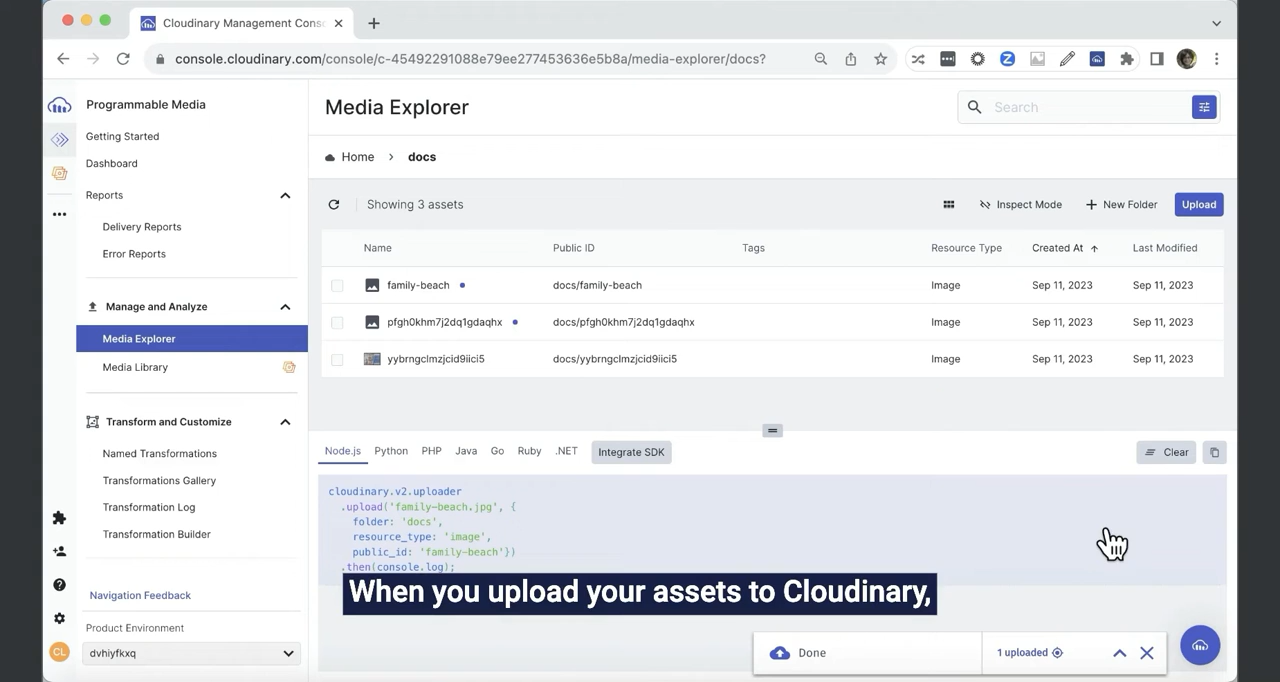 Cloudinary Management Cons
console.cloudinary.com/console/c-45492291088e79ee277453636e5b8a/media-explorer/docs?
Programmable Media
Getting Started
Dashboard
Reports
Delivery Reports
Error Reports
Manage and Analyze
Media Explorer
Media Library
Transform and Customize
Named Transformations
Transformations Gallery
Transformation Log
Transformation Builder
Navigation Feedback
Product Environment
CL
dvhiyfkxq
Media Explorer
Search
Home > docs
Showing 3 assets
Inspect Mode
New Folder
Upload
Name Public ID Tags Resource Type Created At Last Modified
family-beach docs/family-beach Image Sep 11, 2023 Sep 11, 2023
pfgh0khm7j2dq1gdaqhx docs/pfgh0khm7j2dq1gdaqhx Image Sep 11, 2023 Sep 11, 2023
yybrngclmzjcid9iici5 docs/yybrngclmzjcid9iici5 Image Sep 11, 2023 Sep 11, 2023
Node.js Python PHP Java Go Ruby .NET Integrate SDK Clear
cloudinary.v2.uploader
.upload('family-beach.jpg', {
folder: 'docs',
resource_type: 'image',
public_id: 'family-beach'})
.then(console.log);
When you upload your assets to Cloudinary,
Done
1 uploaded